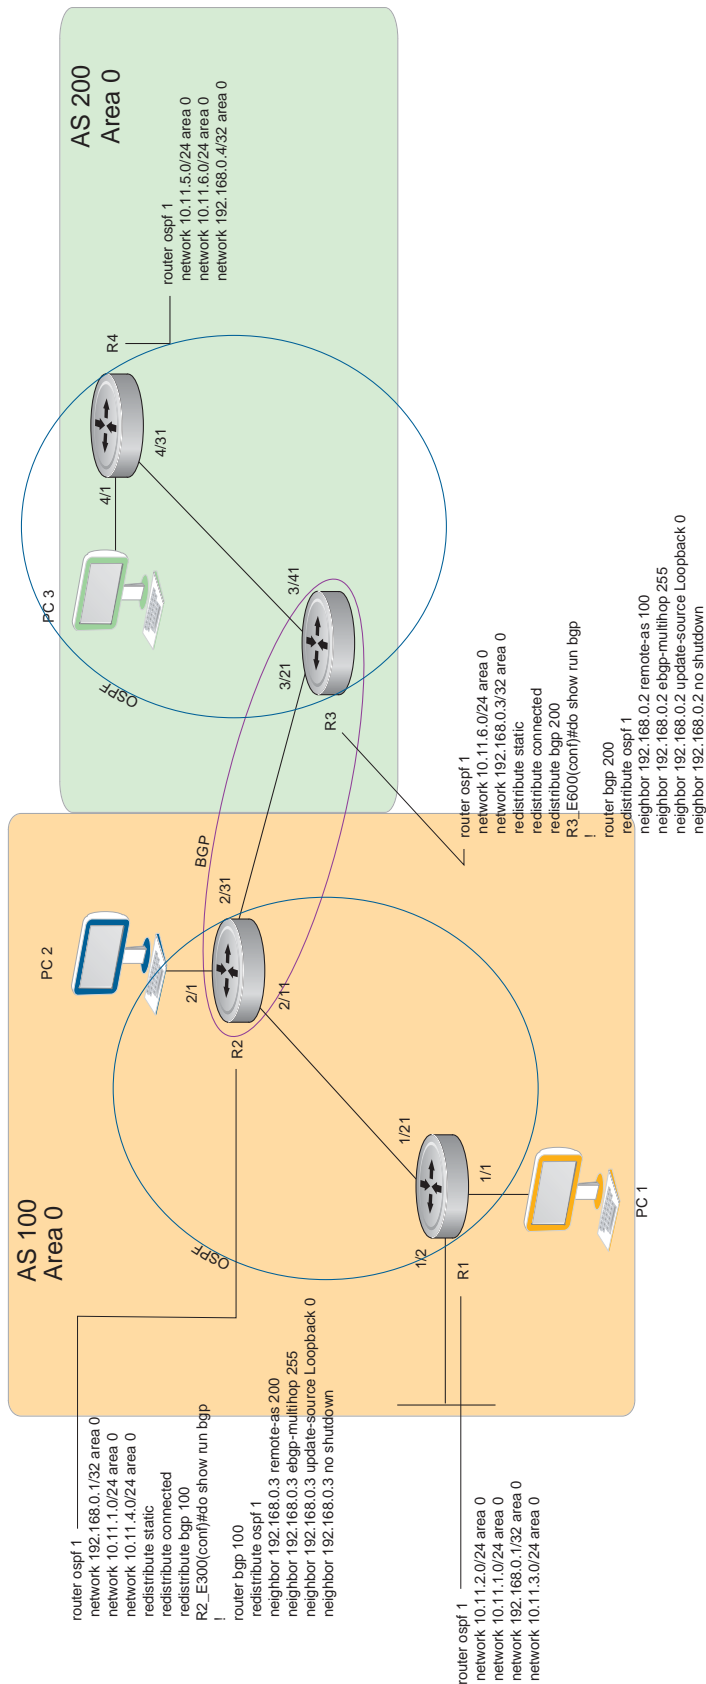 AS 100
Area 0
AS 200
Area 0
OSPF
OSPF
BGP
PC 1
PC 2
PC 3
R1
R2
R3
R4
1/2
1/1
1/21
2/11
2/1
2/31
3/21
3/41
4/1
4/31
router ospf 1
network 192.168.0.1/32 area 0
network 10.11.1.0/24 area 0
network 10.11.4.0/24 area 0
redistribute static
redistribute connected
redistribute bgp 100
R2_E300(conf)#do show run bgp
!
router bgp 100
redistribute ospf 1
neighbor 192.168.0.3 remote-as 200
neighbor 192.168.0.3 ebgp-multihop 255
neighbor 192.168.0.3 update-source Loopback 0
neighbor 192.168.0.3 no shutdown
router ospf 1
network 10.11.2.0/24 area 0
network 10.11.1.0/24 area 0
network 192.168.0.1/32 area 0
network 10.11.3.0/24 area 0
router ospf 1
network 10.11.6.0/24 area 0
network 192.168.0.3/32 area 0
redistribute static
redistribute connected
redistribute bgp 200
R3_E600(conf)#do show run bgp
!
router bgp 200
redistribute ospf 1
neighbor 192.168.0.2 remote-as 100
neighbor 192.168.0.2 ebgp-multihop 255
neighbor 192.168.0.2 update-source Loopback 0
neighbor 192.168.0.2 no shutdown
router ospf 1
network 10.11.5.0/24 area 0
network 10.11.6.0/24 area 0
network 192.168.0.4/32 area 0